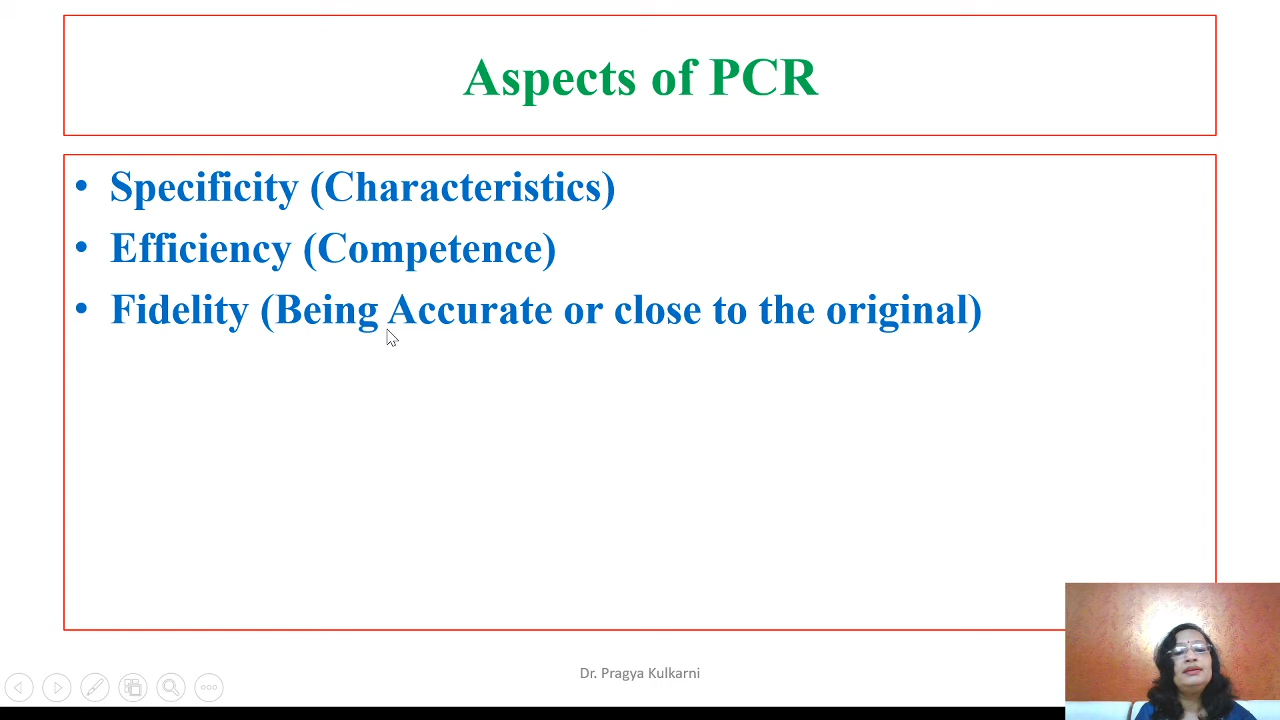 Aspects of PCR
• Specificity (Characteristics)
• Efficiency (Competence)
• Fidelity (Being Accurate or close to the original)
Dr. Pragya Kulkarni